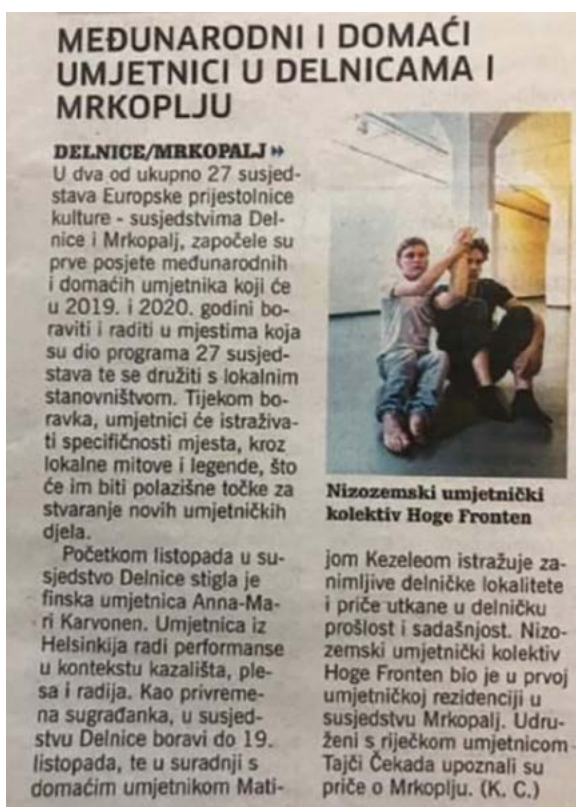 MEĐUNARODNI I DOMAĆI
UMJETNICI U DELNICAMA I
MRKOPLJU
DELNICE/MRKOPALJ »
U dva od ukupno 27 susjed-
stava Europske prijestolnice
kulture - susjedstvima Del-
nice i Mrkopalj, započele su
prve posjete međunarodnih
i domaćih umjetnika koji će
u 2019. i 2020. godini bo-
raviti i raditi u mjestima koja
su dio programa 27 susjed-
stava te se družiti s lokalnim
stanovništvom. Tijekom bo-
ravka, umjetnici će istraživa-
ti specifičnosti mjesta, kroz
lokalne mitove i legende, što
će im biti polazišne točke za
stvaranje novih umjetničkih
djela.
Početkom listopada u su-
sjedstvo Delnice stigla je
finska umjetnica Anna-Ma-
ri Karvonen. Umjetnica iz
Helsinkija radi performanse
u kontekstu kazališta, ple-
sa i radija. Kao privreme-
na sugrađanka, u susjed-
stvu Delnice boravi do 19.
listopada, te u suradnji s
domaćim umjetnikom Mati-
Nizozemski umjetnički
kolektiv Hoge Fronten
jom Kezeleom istražuje za-
nimljive delničke lokalitete
i priče utkane u delničku
prošlost i sadašnjost. Nizo-
zemski umjetnički kolektiv
Hoge Fronten bio je u prvoj
umjetničkoj rezidenciji u
susjedstvu Mrkopalj. Udru-
ženi s riječkom umjetnicom
Tajči Čekada upoznali su
priče o Mrkoplju. (K. C.)